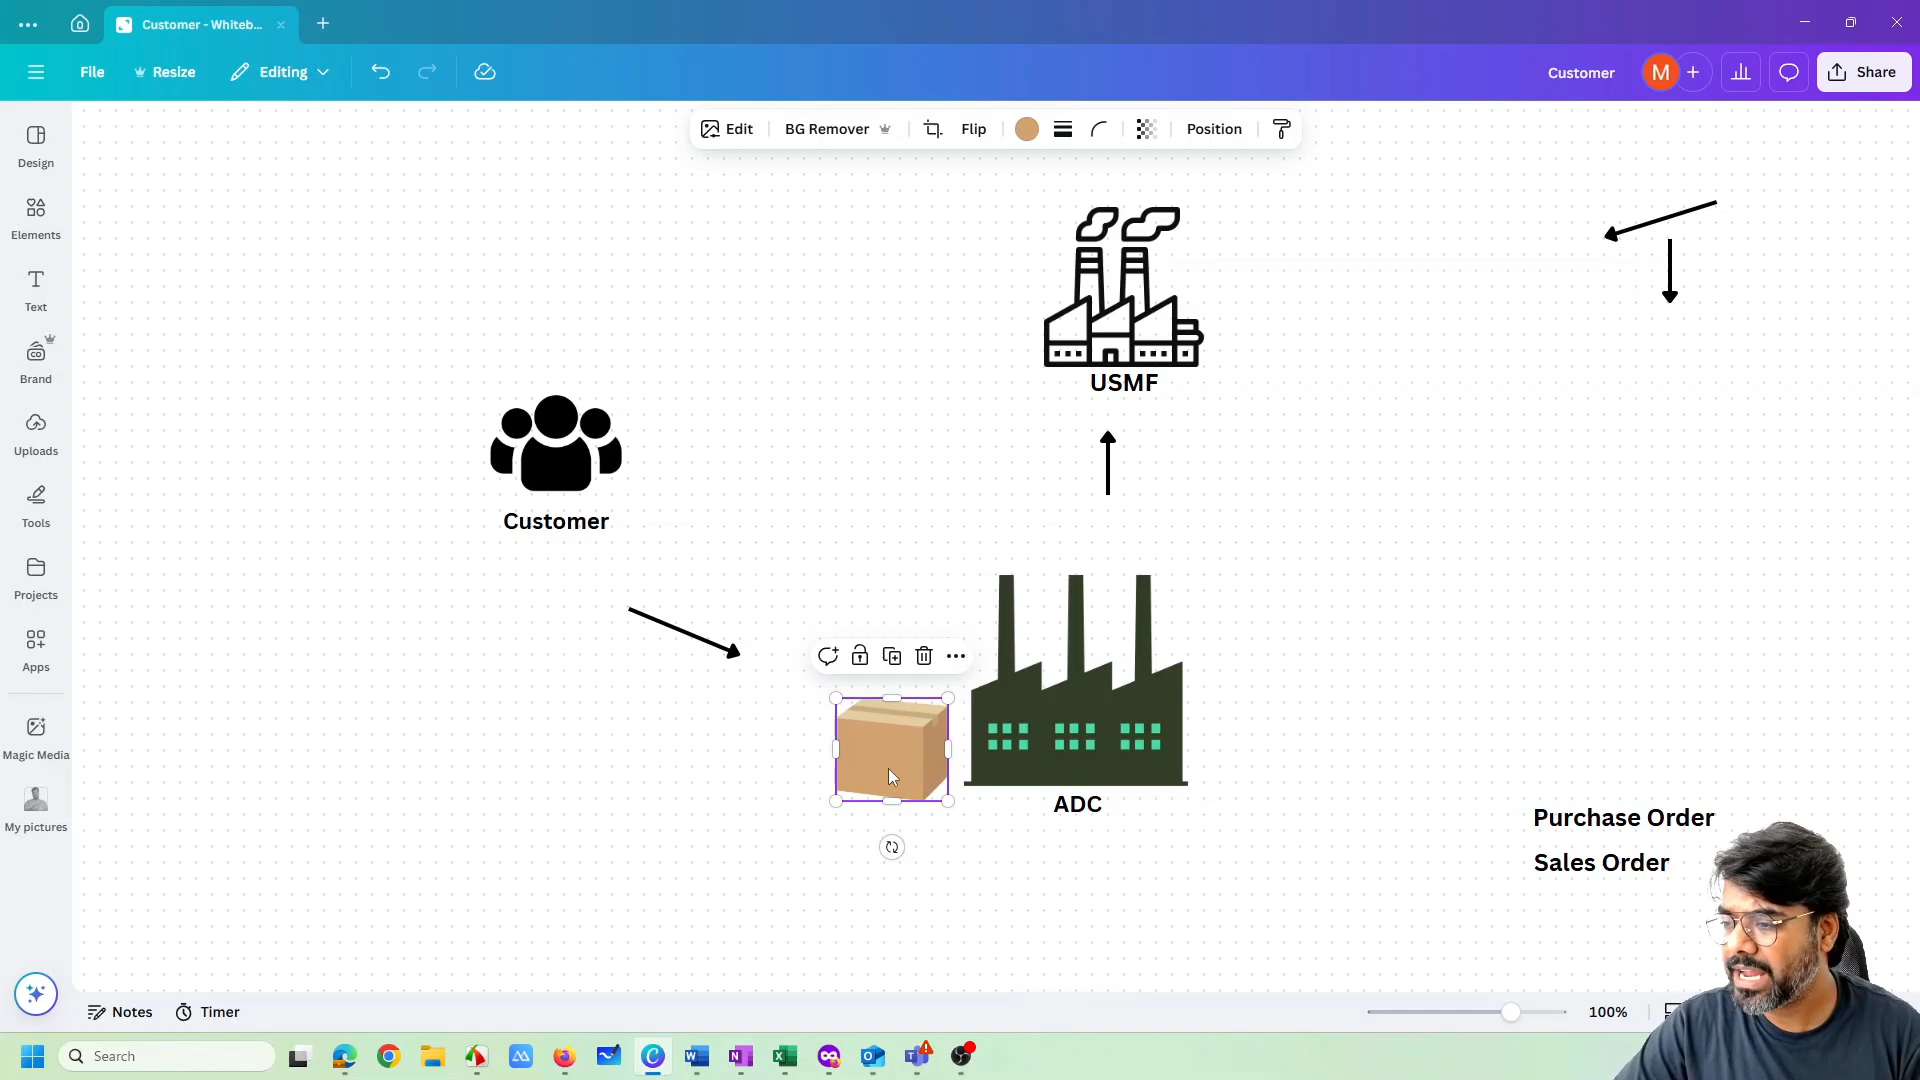 Customer - Whiteb...
File
Resize
Editing
Customer
M
Share
Edit
BG Remover
Flip
Position
Design
Elements
Text
Brand
Uploads
Tools
Projects
Apps
Magic Media
My pictures
USMF
Customer
ADC
Purchase Order
Sales Order
Notes
Timer
100%
Search